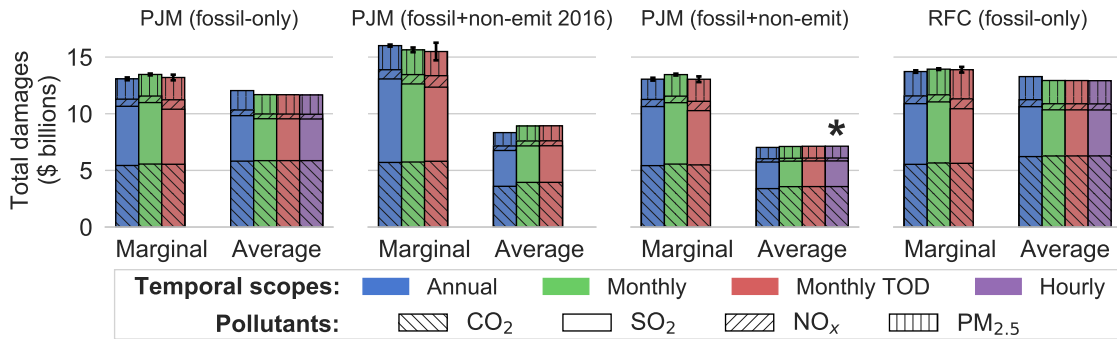 PJM (fossil-only) PJM (fossil+non-emit 2016) PJM (fossil+non-emit) RFC (fossil-only)
Total damages
($ billions)
15
10
5
0
*
Marginal Average Marginal Average Marginal Average Marginal Average
Temporal scopes: Annual Monthly Monthly TOD Hourly
Pollutants: CO₂ SO₂ NOₓ PM₂.₅